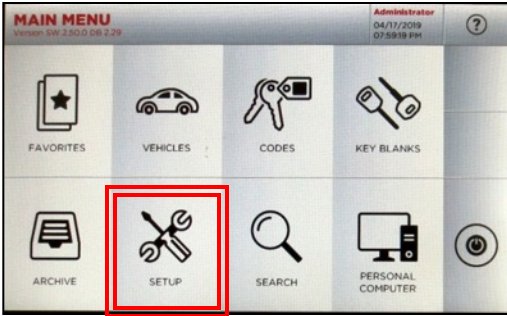 MAIN MENU
Version SW 2.50.0 DB 2.29
Administrator
04/17/2019
07:59:19 PM
?
FAVORITES
VEHICLES
CODES
KEY BLANKS
ARCHIVE
SETUP
SEARCH
PERSONAL
COMPUTER